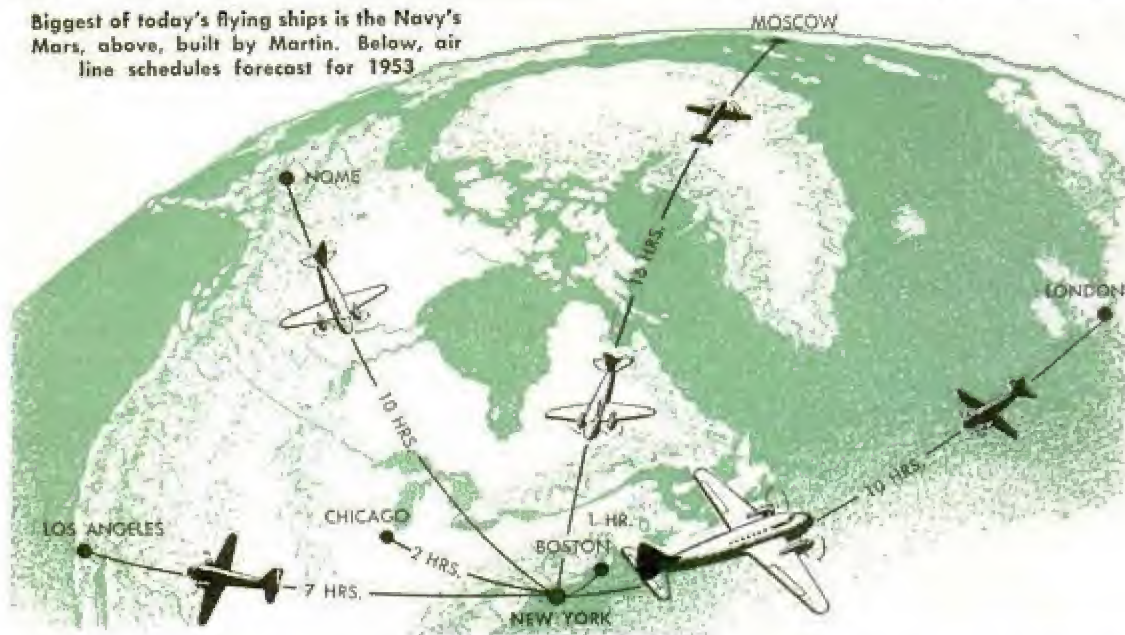 Biggest of today's flying ships is the Navy's
Mars, above, built by Martin. Below, air
line schedules forecast for 1953
MOSCOW
NOME
13 HRS.
LONDON
10 HRS.
10 HRS.
LOS ANGELES
CHICAGO
1 HR.
BOSTON
2 HRS.
7 HRS.
NEW YORK